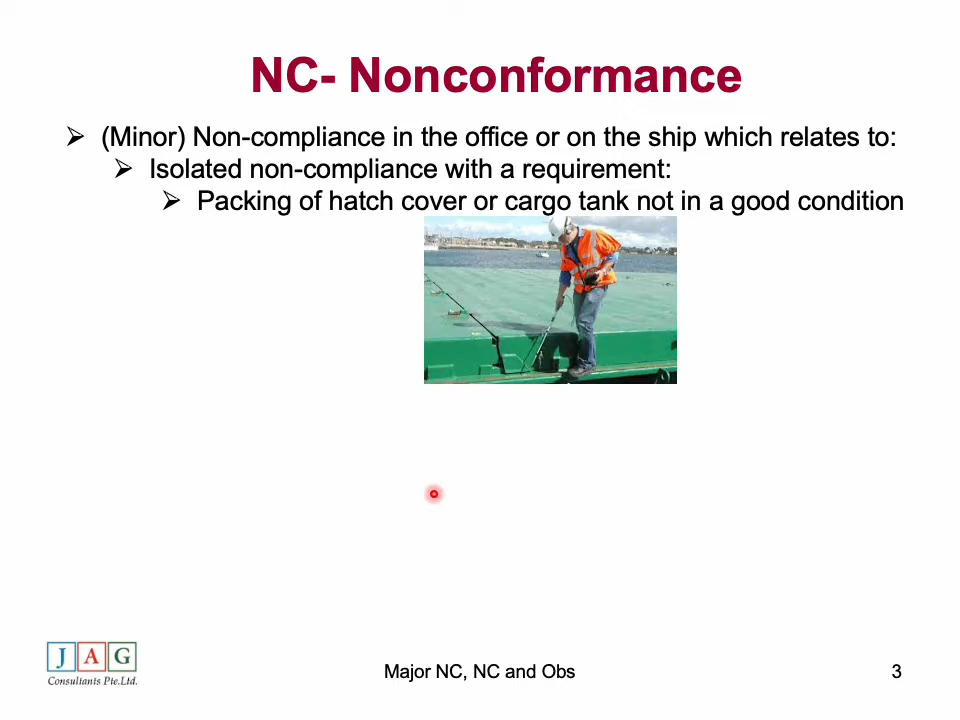 NC- Nonconformance
➢ (Minor) Non-compliance in the office or on the ship which relates to:
➢ Isolated non-compliance with a requirement:
➢ Packing of hatch cover or cargo tank not in a good condition
J A G
Consultants Pte.Ltd.
Major NC, NC and Obs
3